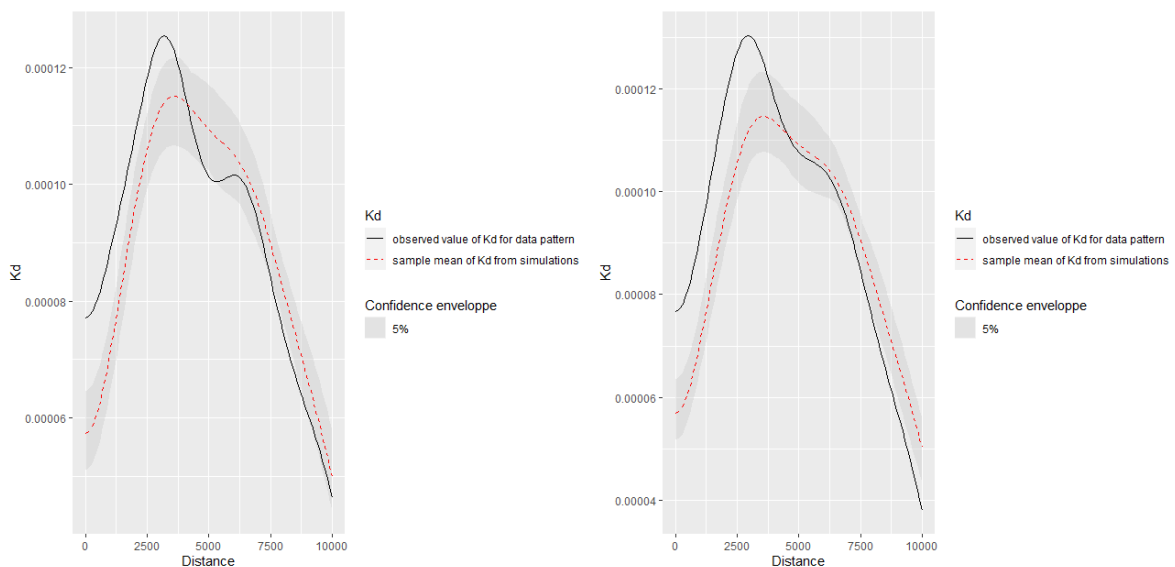 0.00012
0.00010
0.00008
0.00006
Kd
0
2500
5000
7500
10000
Distance
Kd
observed value of Kd for data pattern
sample mean of Kd from simulations
Confidence enveloppe
5%
0.00012
0.00010
0.00008
0.00006
0.00004
Kd
0
2500
5000
7500
10000
Distance
Kd
observed value of Kd for data pattern
sample mean of Kd from simulations
Confidence enveloppe
5%